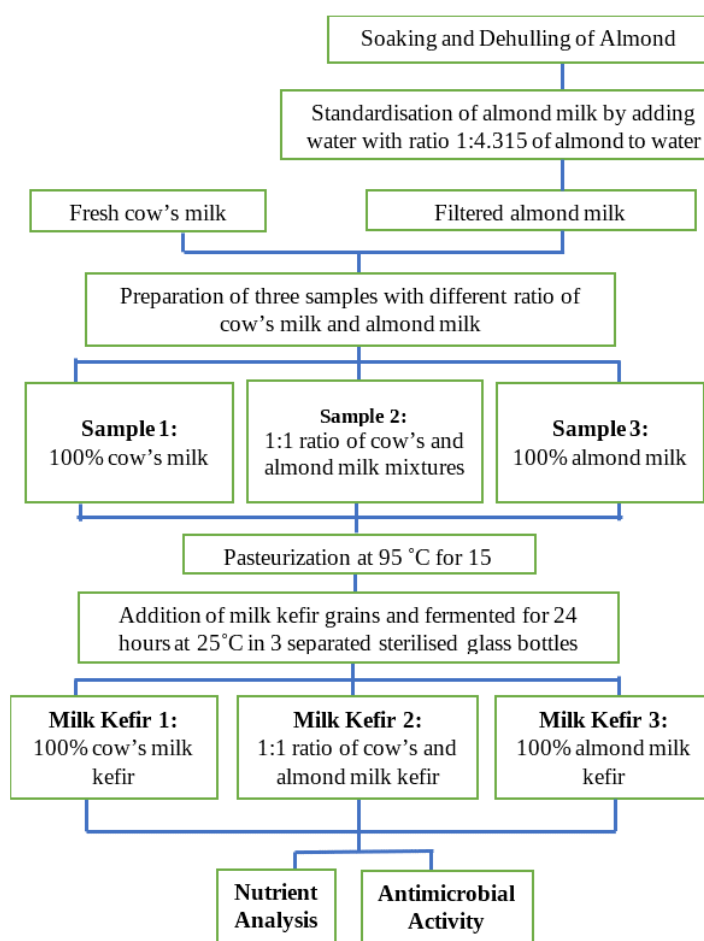 Soaking and Dehulling of Almond
Standardisation of almond milk by adding
water with ratio 1:4.315 of almond to water
Fresh cow’s milk
Filtered almond milk
Preparation of three samples with different ratio of
cow’s milk and almond milk
Sample 1:
100% cow’s milk
Sample 2:
1:1 ratio of cow’s and
almond milk mixtures
Sample 3:
100% almond milk
Pasteurization at 95 ˚C for 15
Addition of milk kefir grains and fermented for 24
hours at 25˚C in 3 separated sterilised glass bottles
Milk Kefir 1:
100% cow’s milk
kefir
Milk Kefir 2:
1:1 ratio of cow’s and
almond milk kefir
Milk Kefir 3:
100% almond milk
kefir
Nutrient
Analysis
Antimicrobial
Activity